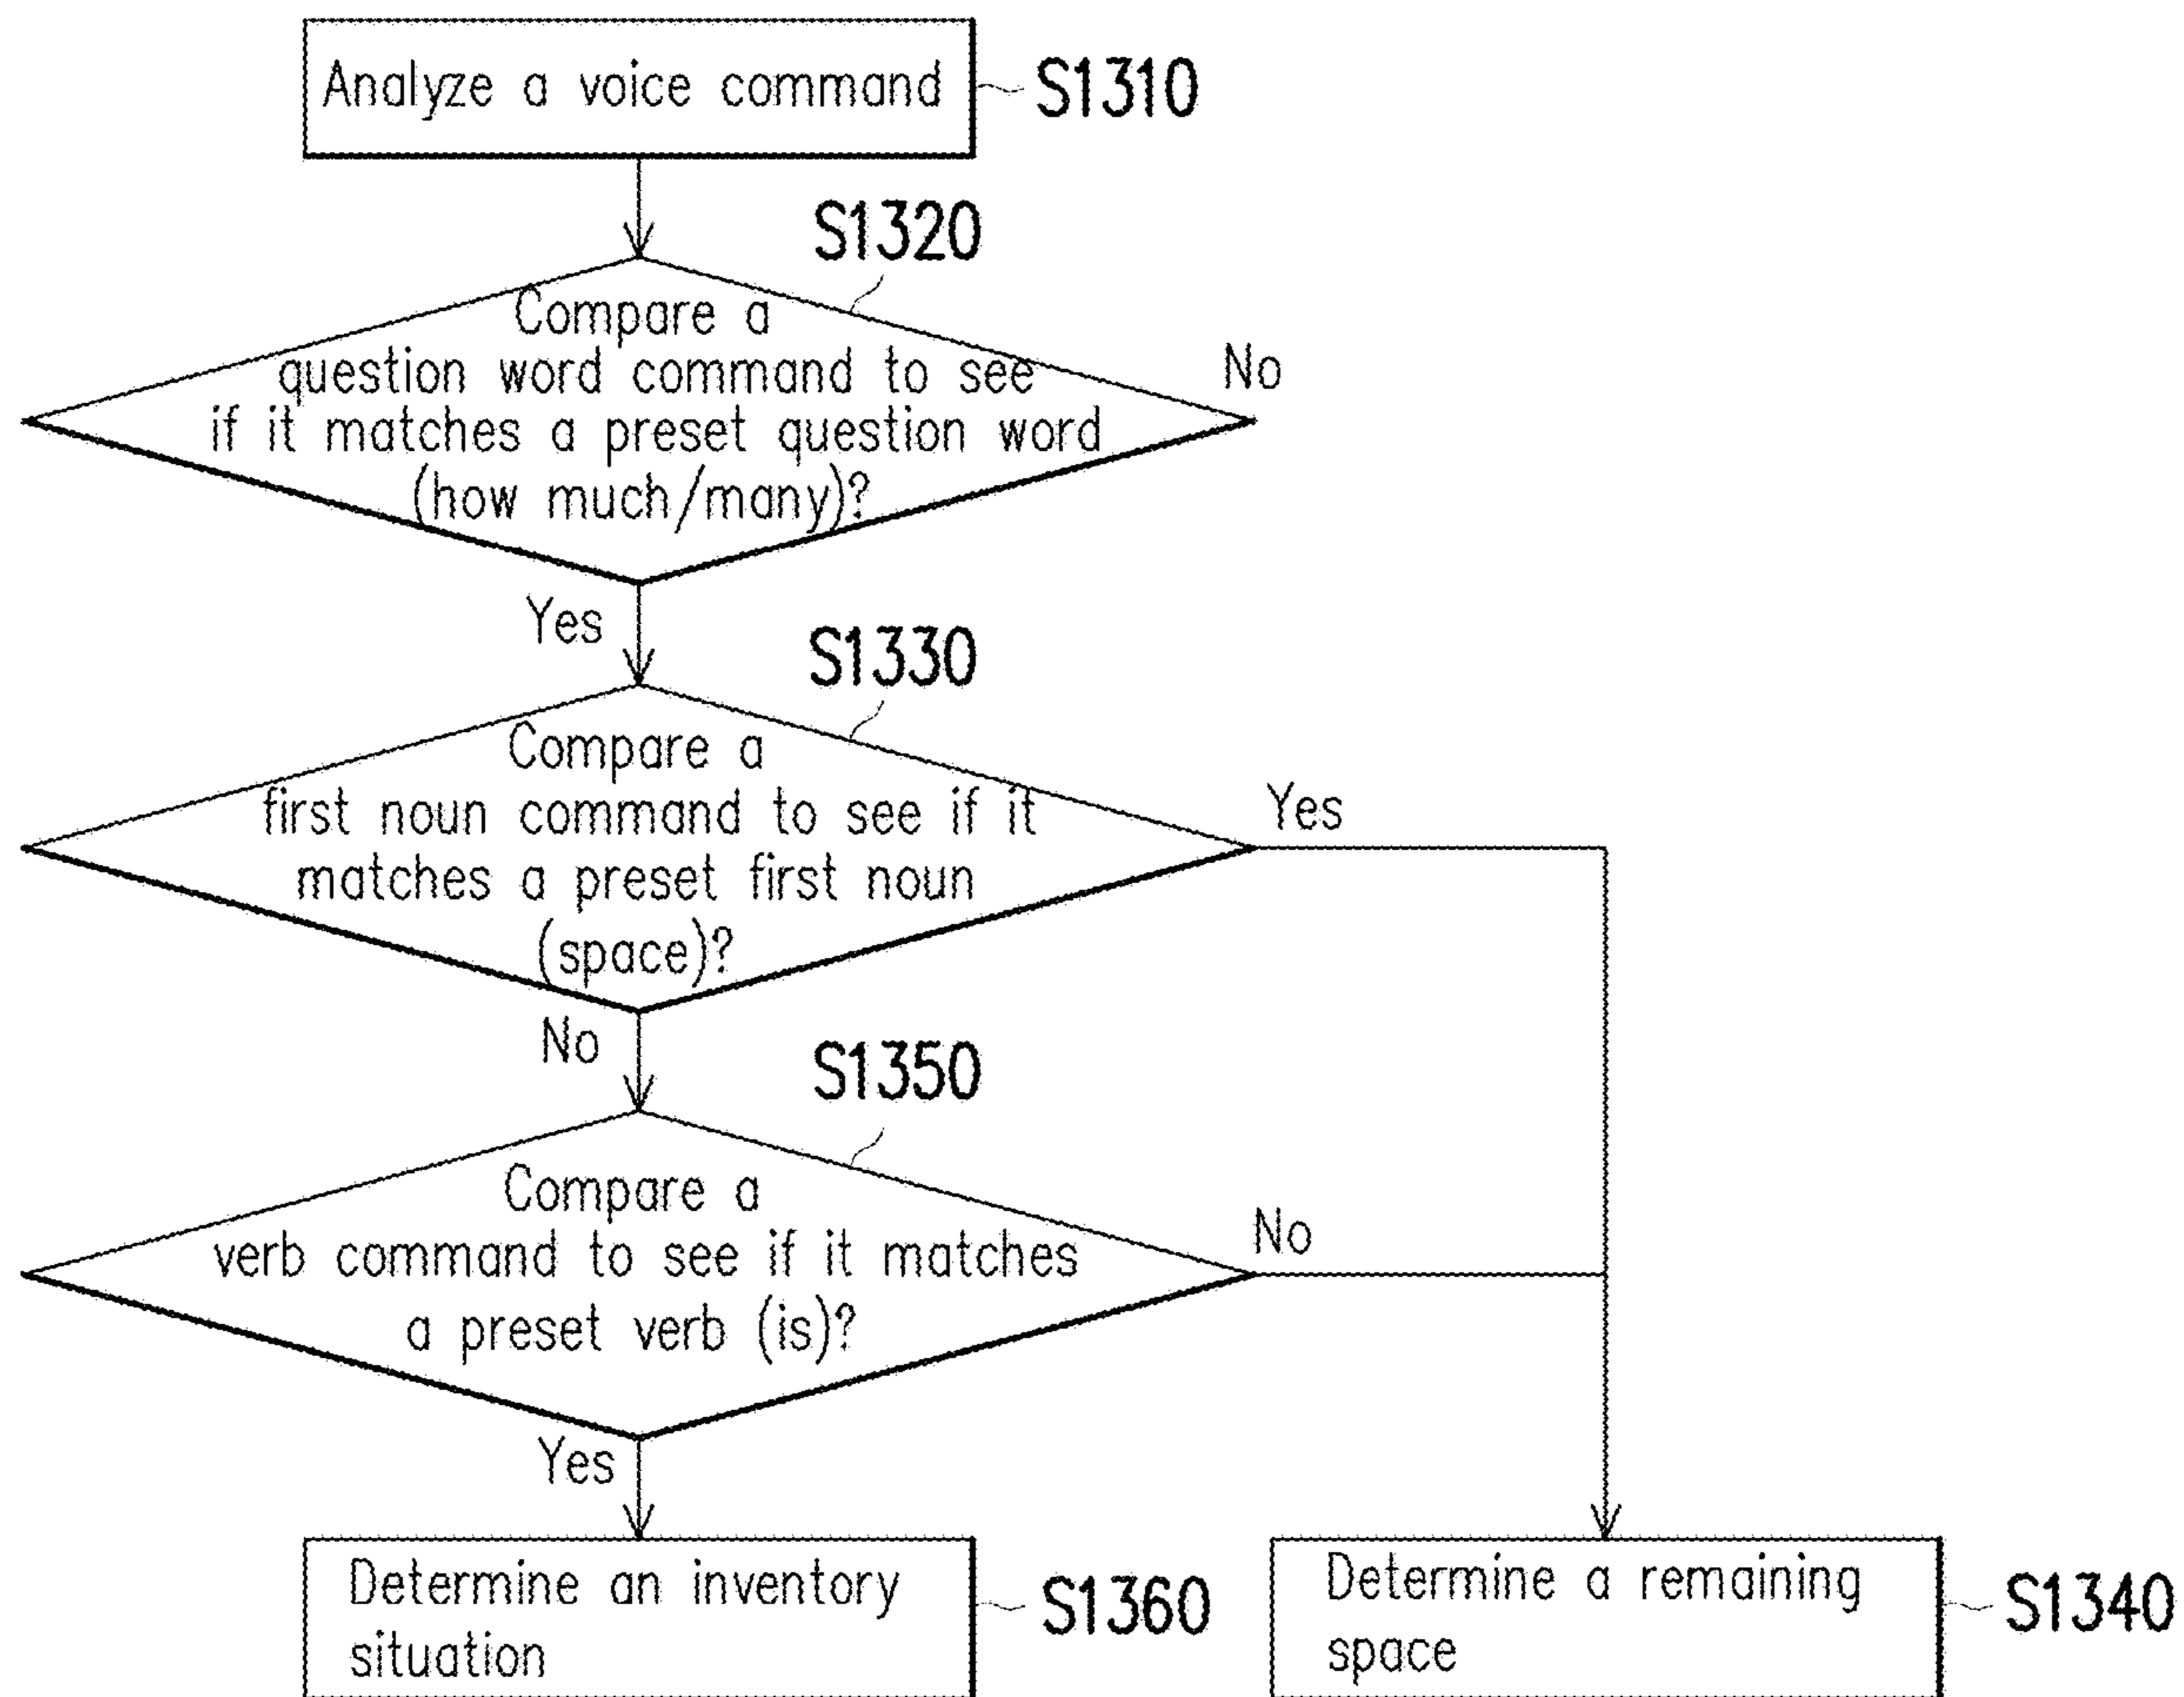 Analyze a voice command
S1310
S1320
Compare a
question word command to see
if it matches a preset question word
(how much/many)?
No
Yes
S1330
Compare a
first noun command to see if it
matches a preset first noun
(space)?
Yes
No
S1350
Compare a
verb command to see if it matches
a preset verb (is)?
No
Yes
Determine an inventory
situation
S1360
Determine a remaining
space
S1340